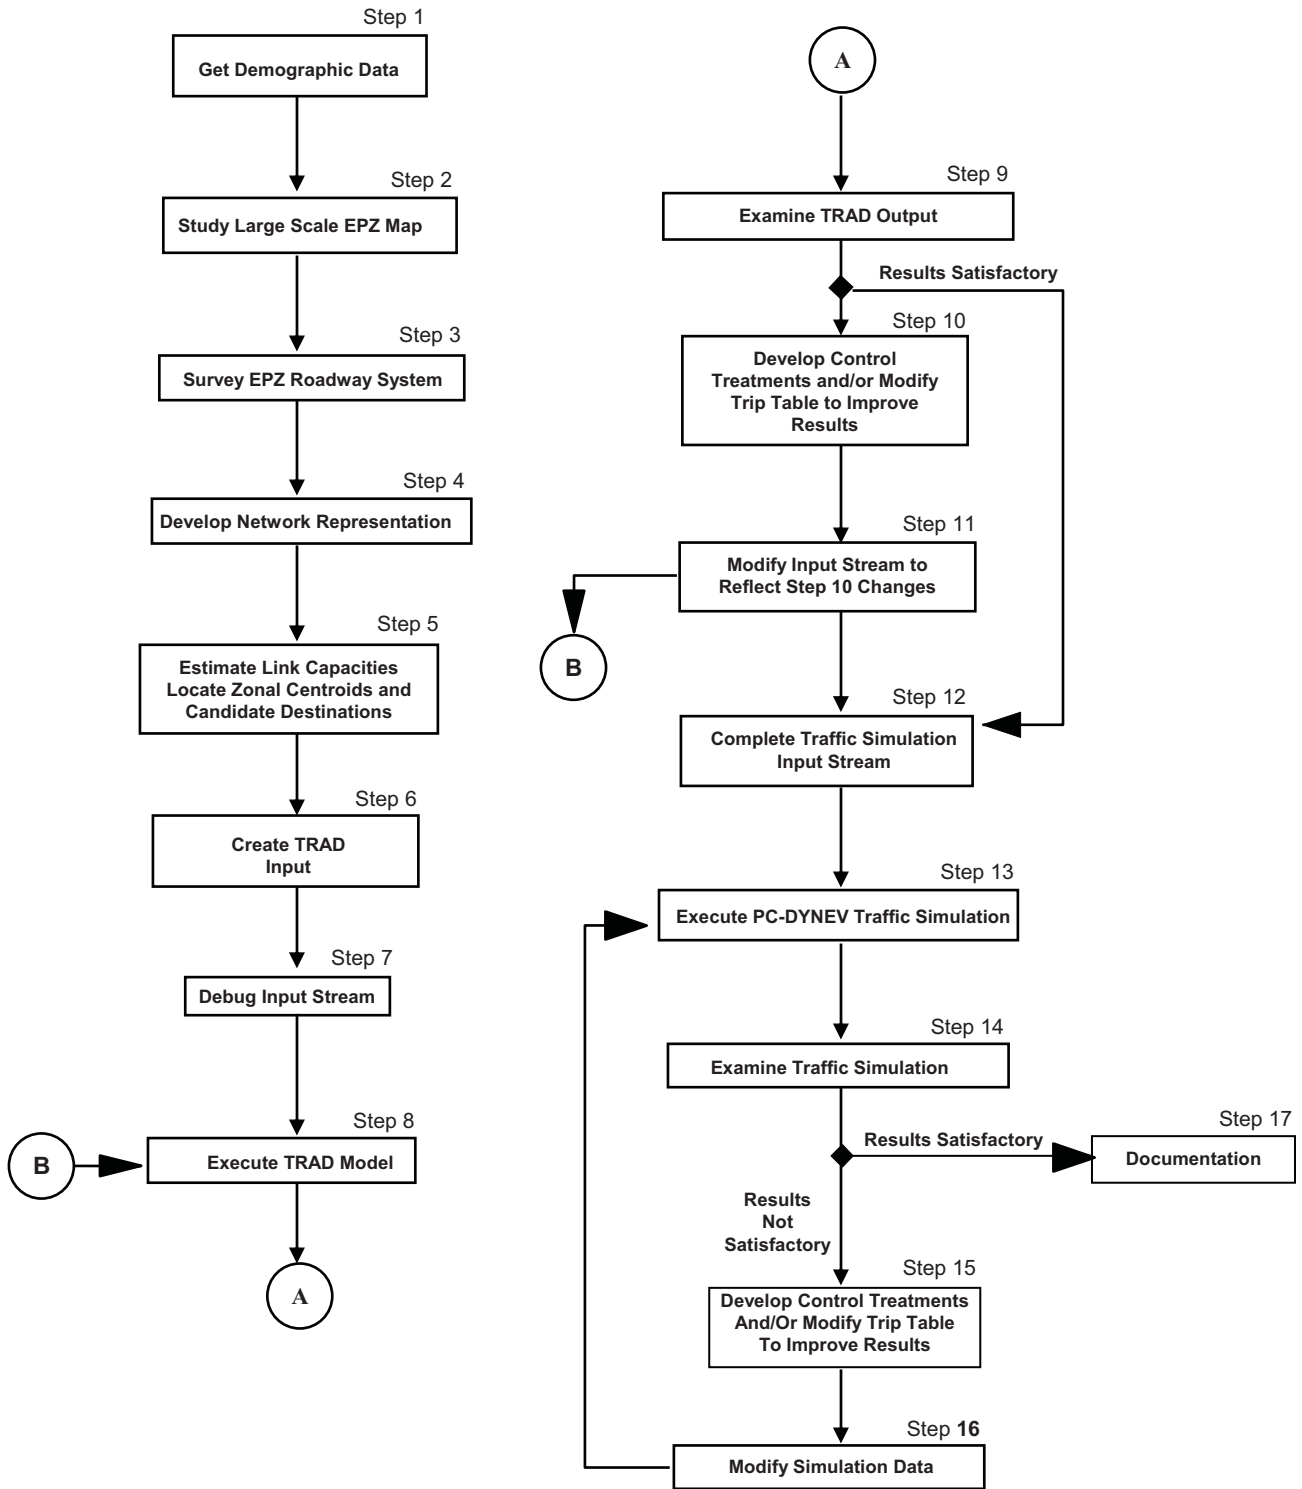 Step 1
Get Demographic Data
Step 2
Study Large Scale EPZ Map
Step 3
Survey EPZ Roadway System
Step 4
Develop Network Representation
Step 5
Estimate Link Capacities
Locate Zonal Centroids and
Candidate Destinations
Step 6
Create TRAD
Input
Step 7
Debug Input Stream
Step 8
B
Execute TRAD Model
A
A
Step 9
Examine TRAD Output
Results Satisfactory
Step 10
Develop Control
Treatments and/or Modify
Trip Table to Improve
Results
Step 11
Modify Input Stream to
Reflect Step 10 Changes
B
Step 12
Complete Traffic Simulation
Input Stream
Step 13
Execute PC-DYNEV Traffic Simulation
Step 14
Examine Traffic Simulation
Results Satisfactory
Step 17
Documentation
Results
Not
Satisfactory
Step 15
Develop Control Treatments
And/Or Modify Trip Table
To Improve Results
Step 16
Modify Simulation Data